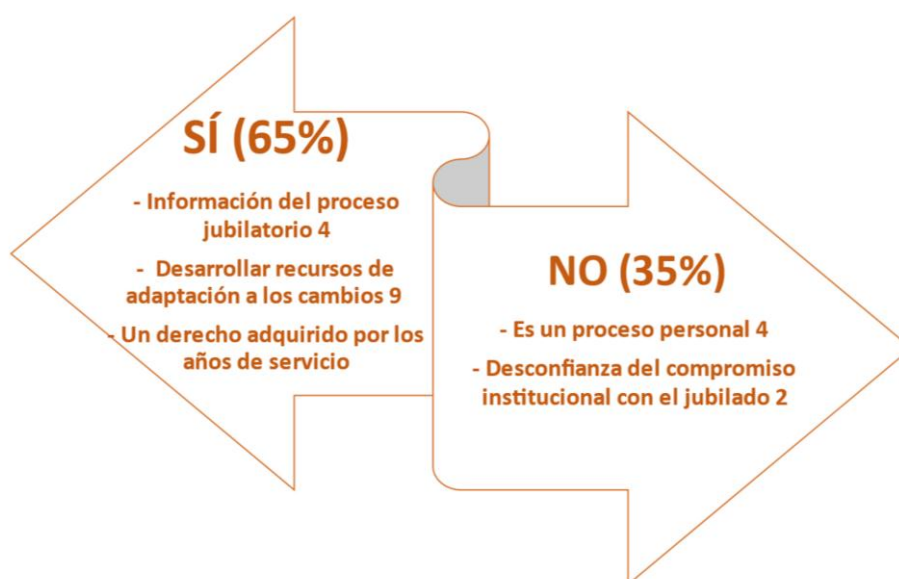 SÍ (65%)
- Información del proceso
jubilatorio 4
- Desarrollar recursos de
adaptación a los cambios 9
- Un derecho adquirido por los
años de servicio
NO (35%)
- Es un proceso personal 4
- Desconfianza del compromiso
institucional con el jubilado 2